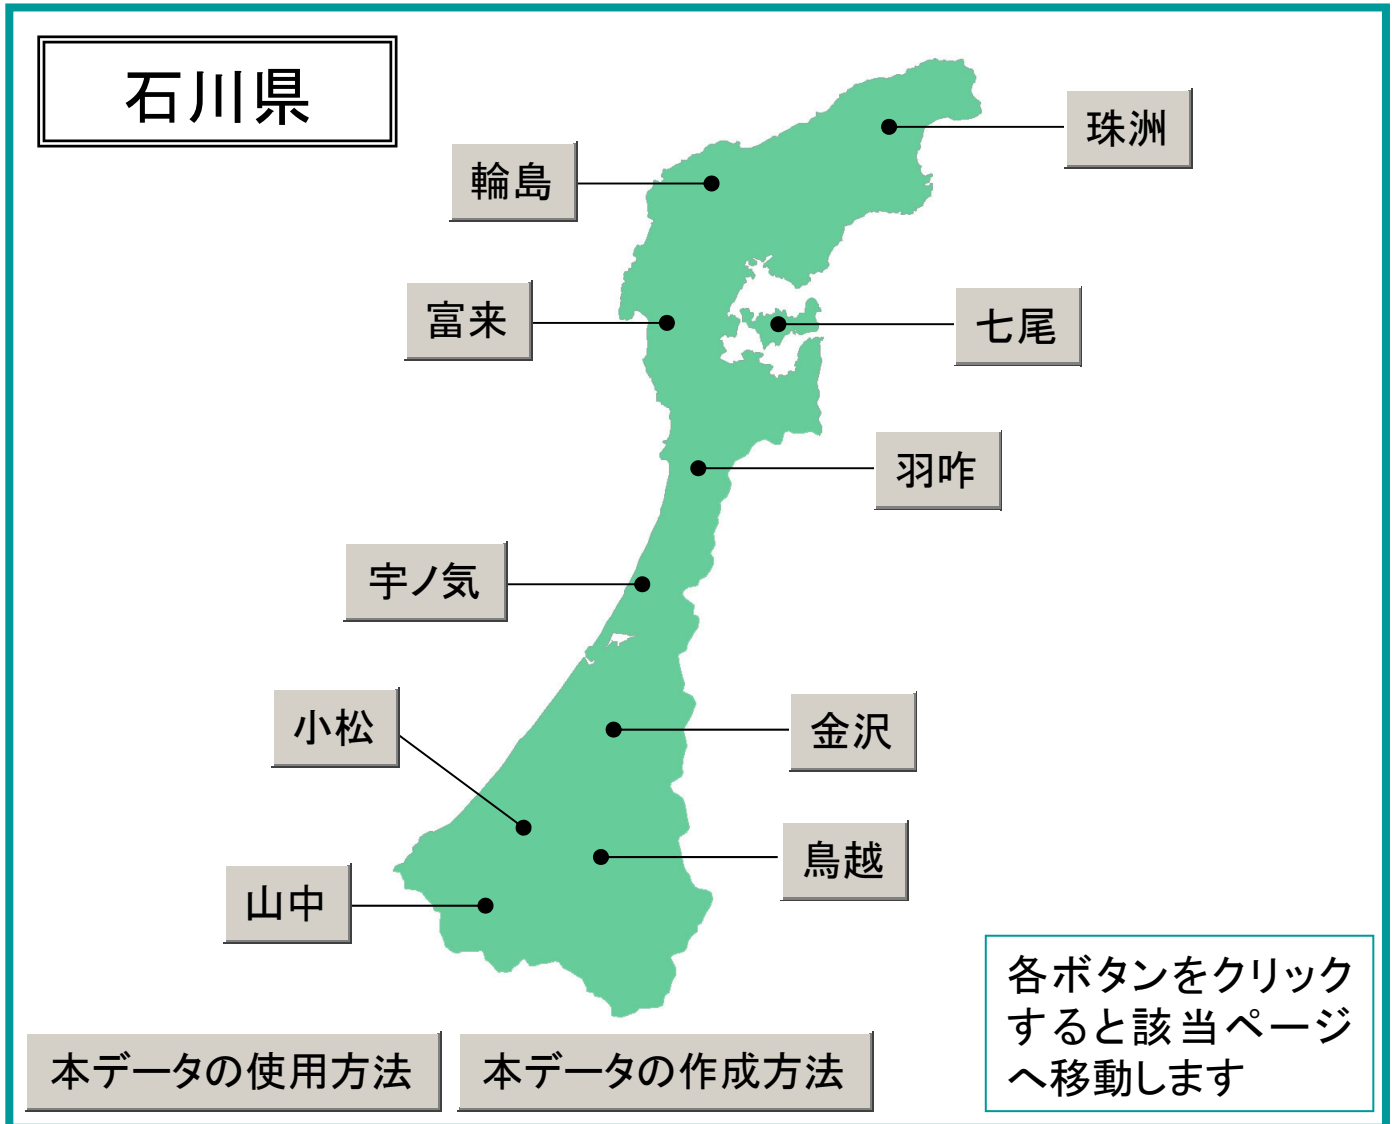 石川県
珠洲
輪島
富来
七尾
羽咋
宇ノ気
小松
金沢
鳥越
山中
各ボタンをクリック
すると該当ページ
へ移動します
本データの使用方法
本データの作成方法